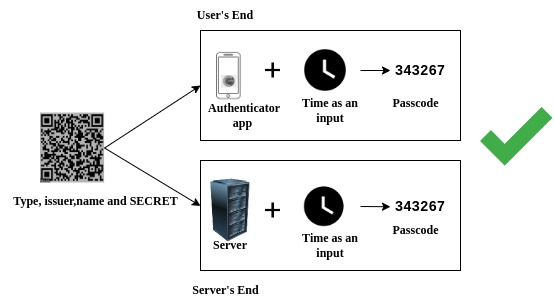 User's End
Authenticator
app
+
Time as an
input
343267
Passcode
Type, issuer,name and SECRET
Server
+
Time as an
input
343267
Passcode
Server's End